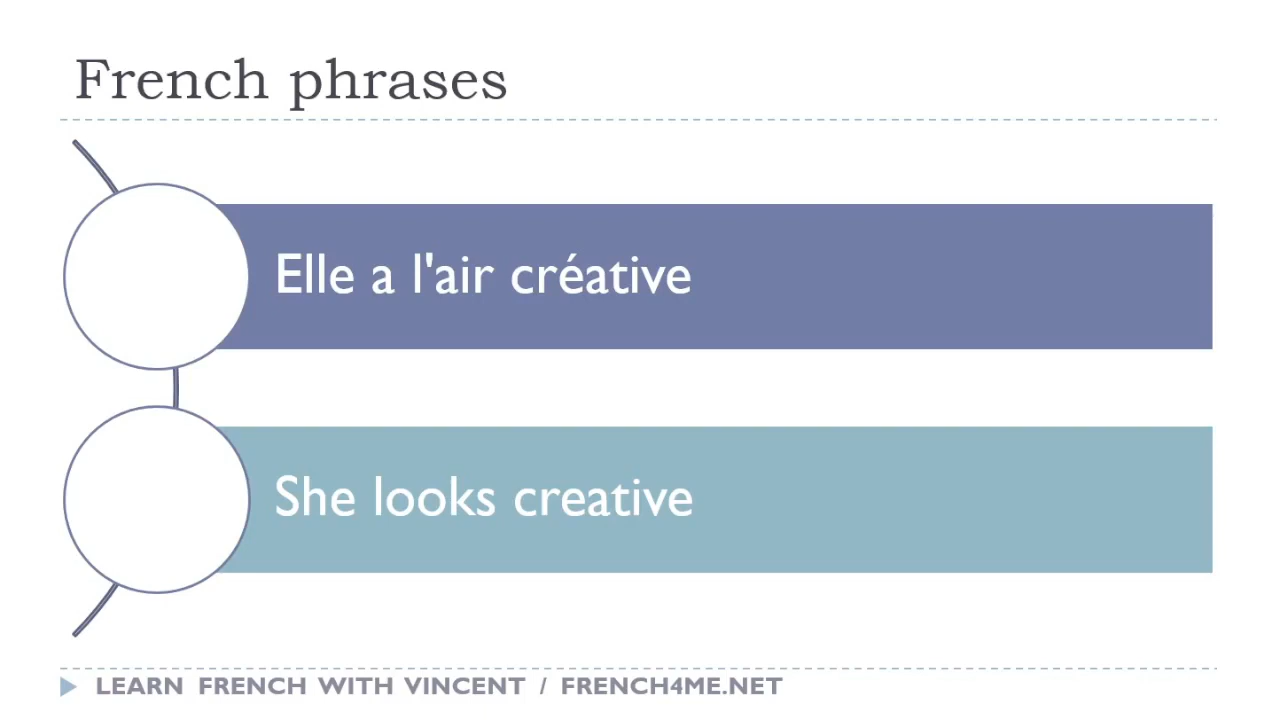 French phrases
Elle a l'air créative
She looks creative
LEARN FRENCH WITH VINCENT / FRENCH4ME.NET